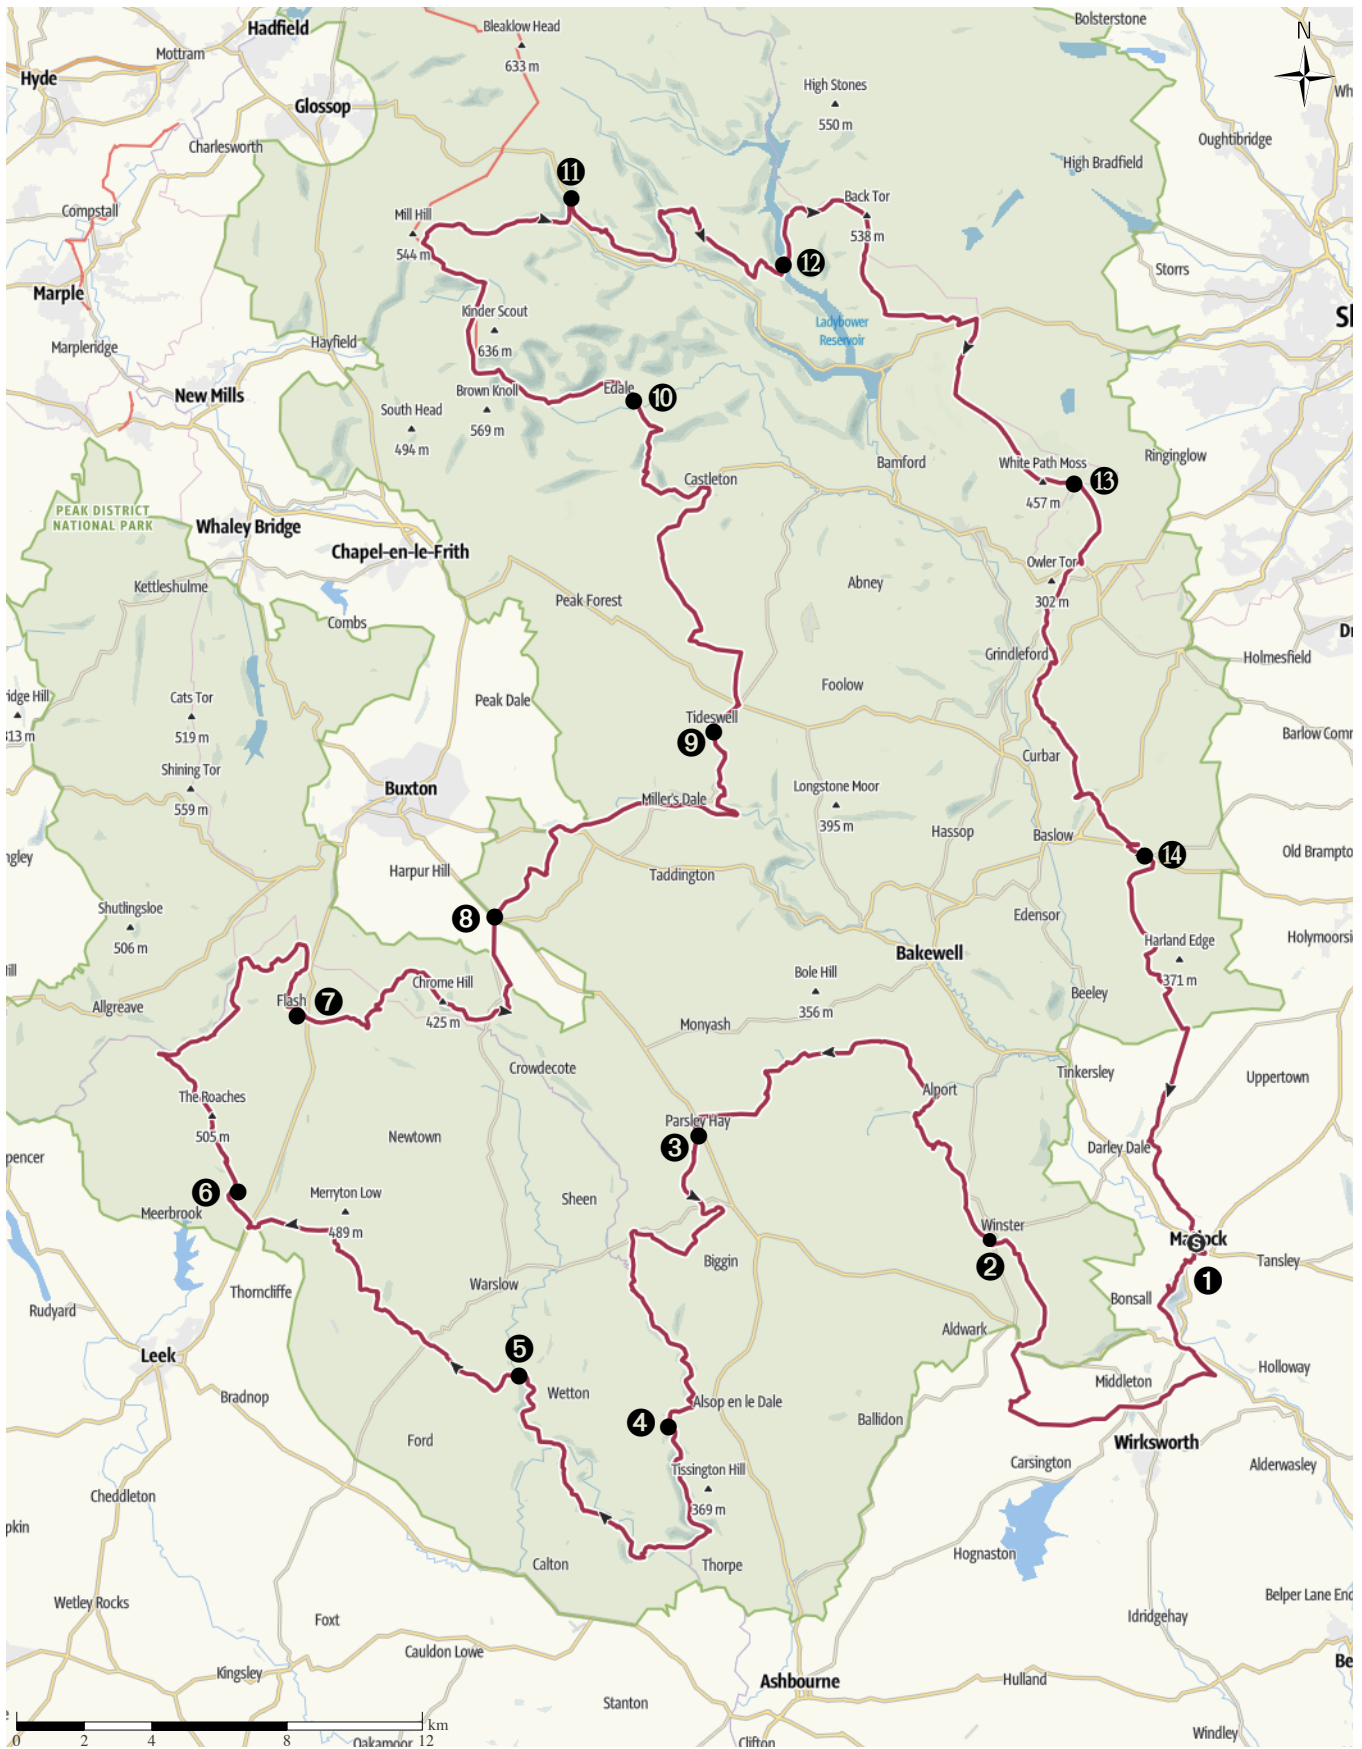 Bleaklow Head
633 m
Bolsterstone
N
Hadfield
Mottram
Hyde
Glossop
High Stones
550 m
Charlesworth
Oughtibridge
High Bradfield
Compstall
11
Mill Hill
544 m
Back Tor
538 m
12
Storrs
Marple
Kinder Scout
636 m
Ladybower
Reservoir
Marpleridge
Hayfield
New Mills
Brown Knoll
569 m
Edale
10
South Head
494 m
Castleton
Bamford
White Path Moss
457 m
13
Ringinglow
PEAK DISTRICT
NATIONAL PARK
Whaley Bridge
Chapel-en-le-Frith
Kettleshulme
Combs
Peak Forest
Abney
Owler Tor
302 m
Grindleford
Holmesfield
Cats Tor
519 m
Peak Dale
Foolow
Tideswell
9
Shining Tor
559 m
Buxton
Miller's Dale
Longstone Moor
395 m
Curbar
Hassop
Baslow
14
Harpur Hill
Taddington
8
Shutlingsloe
506 m
Edensor
Bakewell
Harland Edge
371 m
Allgreave
Flash
7
Chrome Hill
425 m
Bole Hill
356 m
Beeley
Monyash
Crowdecote
Tinkersley
Uppertown
Alport
The Roaches
505 m
Newtown
Parsley Hay
3
Darley Dale
6
Meerbrook
Merryton Low
489 m
Sheen
Winster
2
Matlock
S
1
Tansley
Biggin
Warslow
Thorncliffe
Rudyard
Bonsall
Aldwark
Leek
5
Wetton
Bradnop
Alsop en le Dale
4
Middleton
Holloway
Ballidon
Wirksworth
Ford
Carsington
Alderwasley
Tissington Hill
369 m
Cheddleton
Hognaston
Calton
Thorpe
Wetley Rocks
Foxt
Idridgehay
Cauldon Lowe
Kingsley
Ashbourne
Hulland
Stanton
Windley
Clifton
km
0 2 4 8 12